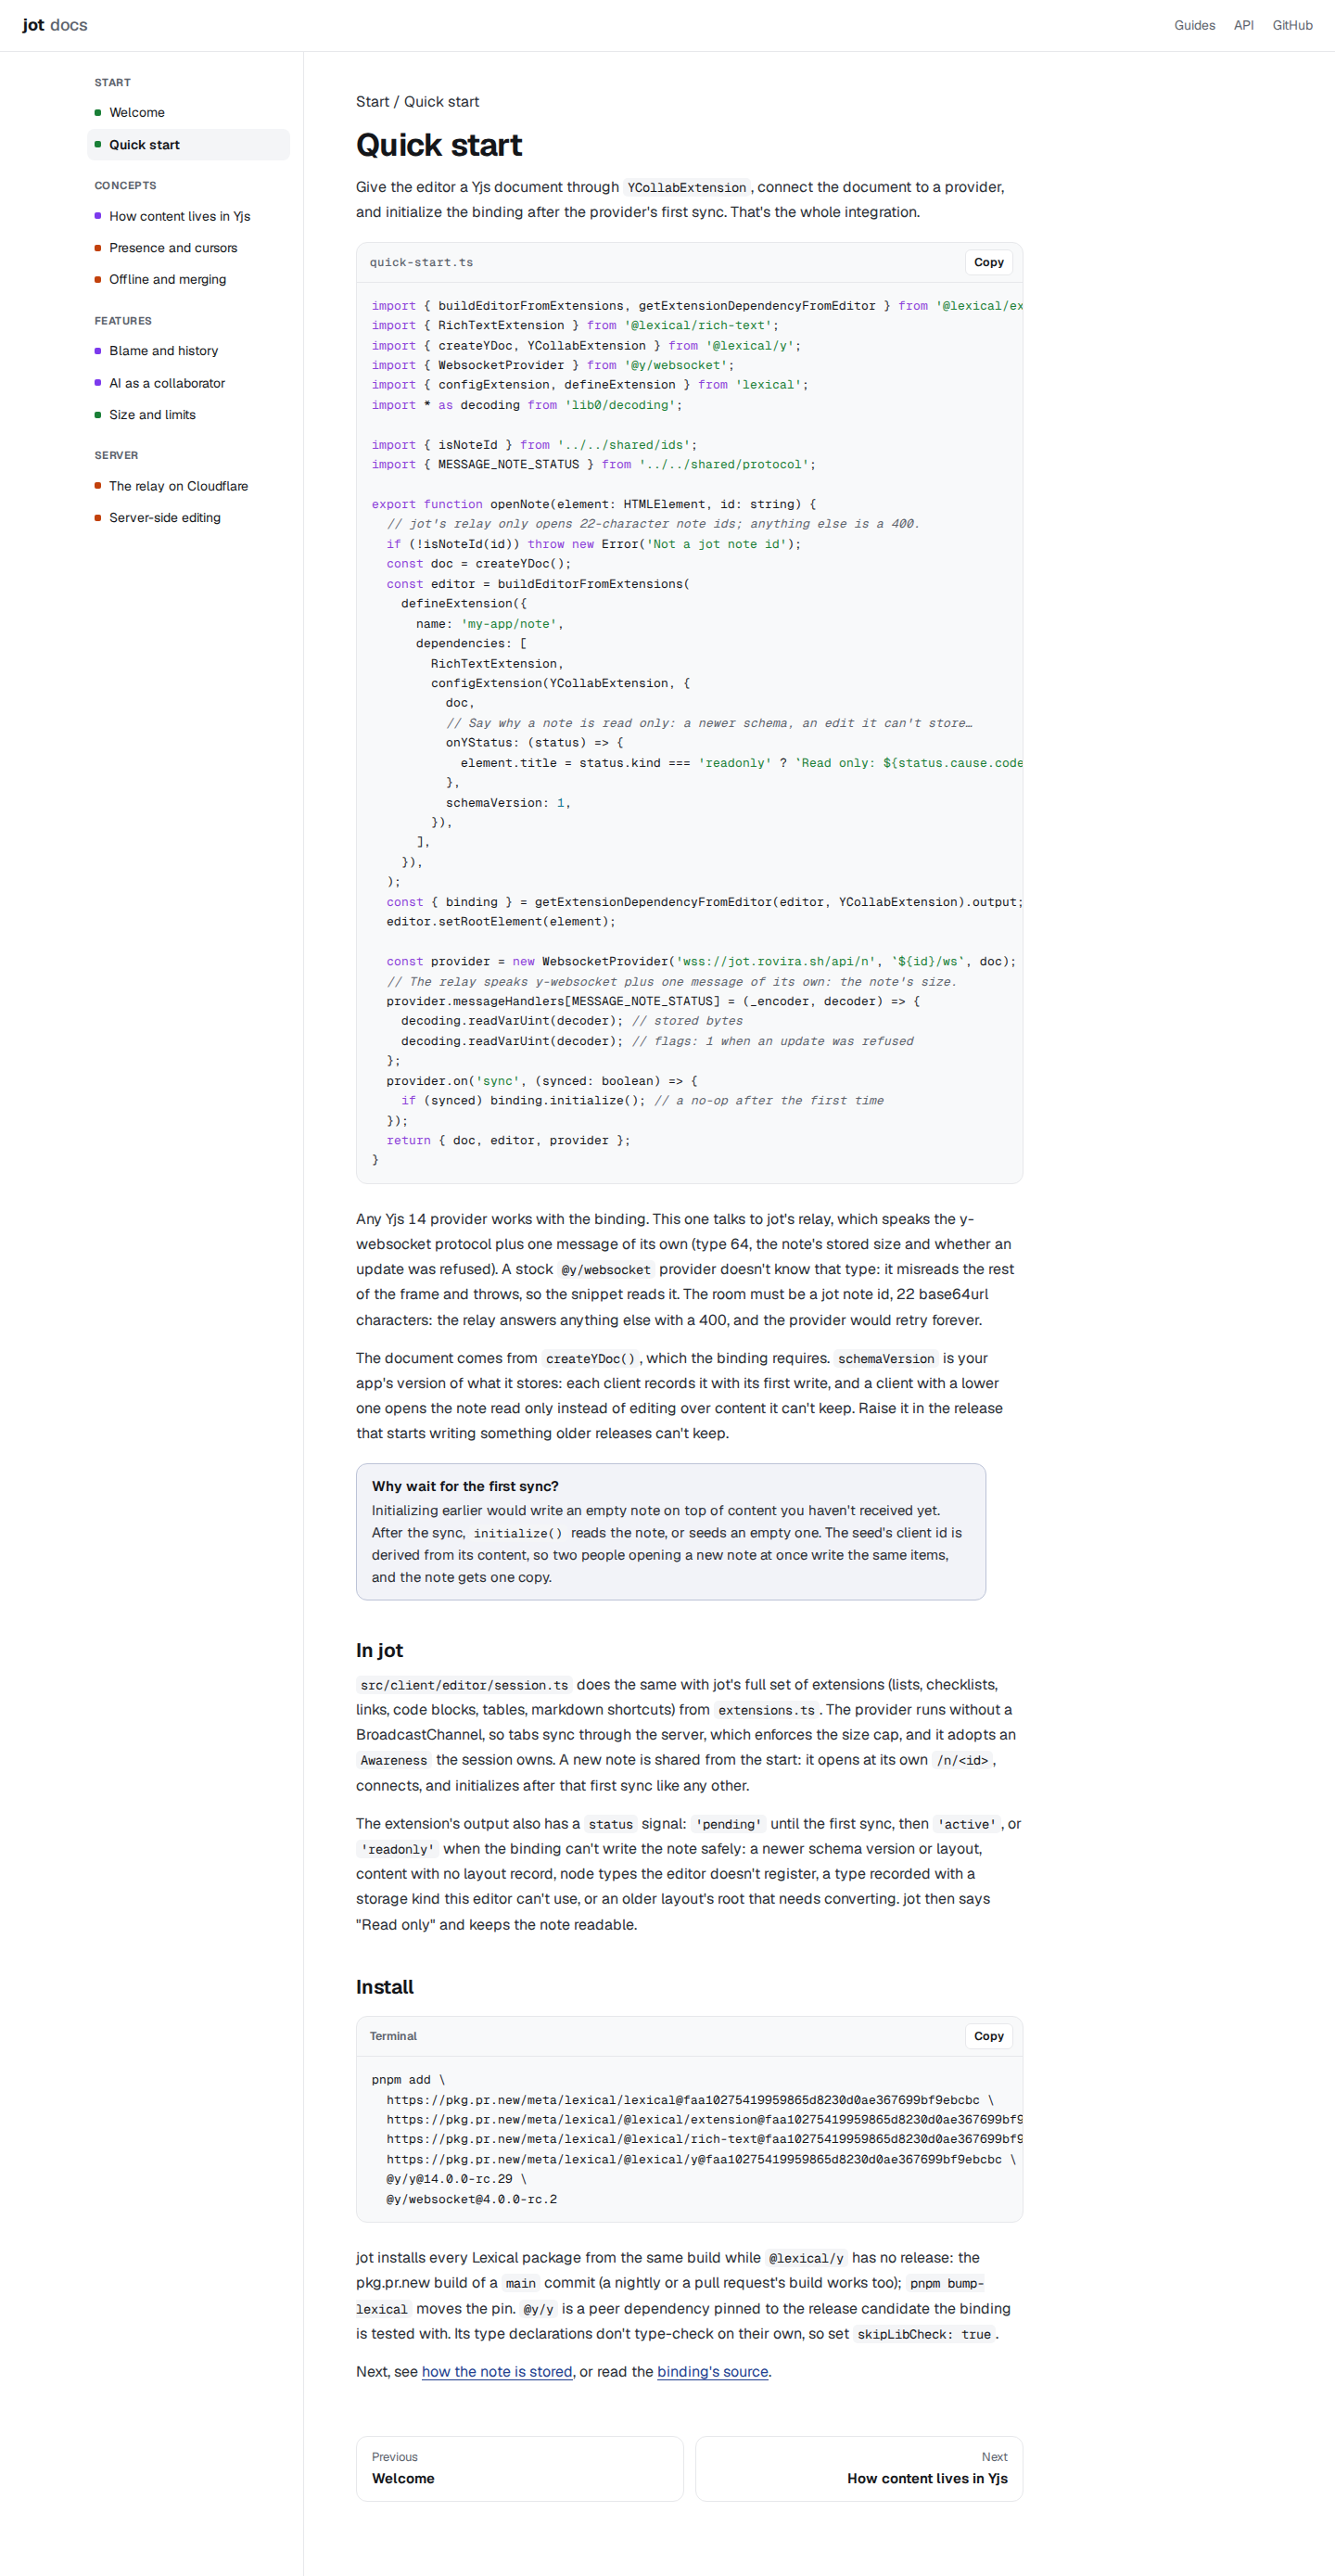 jot docs
Guides API GitHub
START
Welcome
Quick start
CONCEPTS
How content lives in Yjs
Presence and cursors
Offline and merging
FEATURES
Blame and history
AI as a collaborator
Size and limits
SERVER
The relay on Cloudflare
Server-side editing
Start / Quick start
Quick start
Give the editor a Yjs document through YCollabExtension, connect the document to a provider,
and initialize the binding after the provider's first sync. That's the whole integration.
quick-start.ts
Copy
import { buildEditorFromExtensions, getExtensionDependencyFromEditor } from '@lexical/ex
import { RichTextExtension } from '@lexical/rich-text';
import { createYDoc, YCollabExtension } from '@lexical/y';
import { WebsocketProvider } from '@y/websocket';
import { configExtension, defineExtension } from 'lexical';
import * as decoding from 'lib0/decoding';
import { isNoteId } from '../../shared/ids';
import { MESSAGE_NOTE_STATUS } from '../../shared/protocol';
export function openNote(element: HTMLElement, id: string) {
// jot's relay only opens 22-character note ids; anything else is a 400.
if (!isNoteId(id)) throw new Error('Not a jot note id');
const doc = createYDoc();
const editor = buildEditorFromExtensions(
defineExtension({
name: 'my-app/note',
dependencies: [
RichTextExtension,
configExtension(YCollabExtension, {
doc,
// Say why a note is read only: a newer schema, an edit it can't store…
onYStatus: (status) => {
element.title = status.kind === 'readonly' ? `Read only: ${status.cause.code
},
schemaVersion: 1,
}),
],
}),
);
const { binding } = getExtensionDependencyFromEditor(editor, YCollabExtension).output;
editor.setRootElement(element);
const provider = new WebsocketProvider('wss://jot.rovira.sh/api/n', `${id}/ws`, doc);
// The relay speaks y-websocket plus one message of its own: the note's size.
provider.messageHandlers[MESSAGE_NOTE_STATUS] = (_encoder, decoder) => {
decoding.readVarUint(decoder); // stored bytes
decoding.readVarUint(decoder); // flags: 1 when an update was refused
};
provider.on('sync', (synced: boolean) => {
if (synced) binding.initialize(); // a no-op after the first time
});
return { doc, editor, provider };
}
Any Yjs 14 provider works with the binding. This one talks to jot's relay, which speaks the y-
websocket protocol plus one message of its own (type 64, the note's stored size and whether an
update was refused). A stock @y/websocket provider doesn't know that type: it misreads the rest
of the frame and throws, so the snippet reads it. The room must be a jot note id, 22 base64url
characters: the relay answers anything else with a 400, and the provider would retry forever.
The document comes from createYDoc(), which the binding requires. schemaVersion is your
app's version of what it stores: each client records it with its first write, and a client with a lower
one opens the note read only instead of editing over content it can't keep. Raise it in the release
that starts writing something older releases can't keep.
Why wait for the first sync?
Initializing earlier would write an empty note on top of content you haven't received yet.
After the sync, initialize() reads the note, or seeds an empty one. The seed's client id is
derived from its content, so two people opening a new note at once write the same items,
and the note gets one copy.
In jot
src/client/editor/session.ts does the same with jot's full set of extensions (lists, checklists,
links, code blocks, tables, markdown shortcuts) from extensions.ts. The provider runs without a
BroadcastChannel, so tabs sync through the server, which enforces the size cap, and it adopts an
Awareness the session owns. A new note is shared from the start: it opens at its own /n/<id>,
connects, and initializes after that first sync like any other.
The extension's output also has a status signal: 'pending' until the first sync, then 'active', or
'readonly' when the binding can't write the note safely: a newer schema version or layout,
content with no layout record, node types the editor doesn't register, a type recorded with a
storage kind this editor can't use, or an older layout's root that needs converting. jot then says
"Read only" and keeps the note readable.
Install
Terminal
Copy
pnpm add \
https://pkg.pr.new/meta/lexical/lexical@faa10275419959865d8230d0ae367699bf9ebcbc \
https://pkg.pr.new/meta/lexical/@lexical/extension@faa10275419959865d8230d0ae367699bf9
https://pkg.pr.new/meta/lexical/@lexical/rich-text@faa10275419959865d8230d0ae367699bf9
https://pkg.pr.new/meta/lexical/@lexical/y@faa10275419959865d8230d0ae367699bf9ebcbc \
@y/y@14.0.0-rc.29 \
@y/websocket@4.0.0-rc.2
jot installs every Lexical package from the same build while @lexical/y has no release: the
pkg.pr.new build of a main commit (a nightly or a pull request's build works too); pnpm bump-
lexical moves the pin. @y/y is a peer dependency pinned to the release candidate the binding
is tested with. Its type declarations don't type-check on their own, so set skipLibCheck: true.
Next, see how the note is stored, or read the binding's source.
Previous
Welcome
Next
How content lives in Yjs